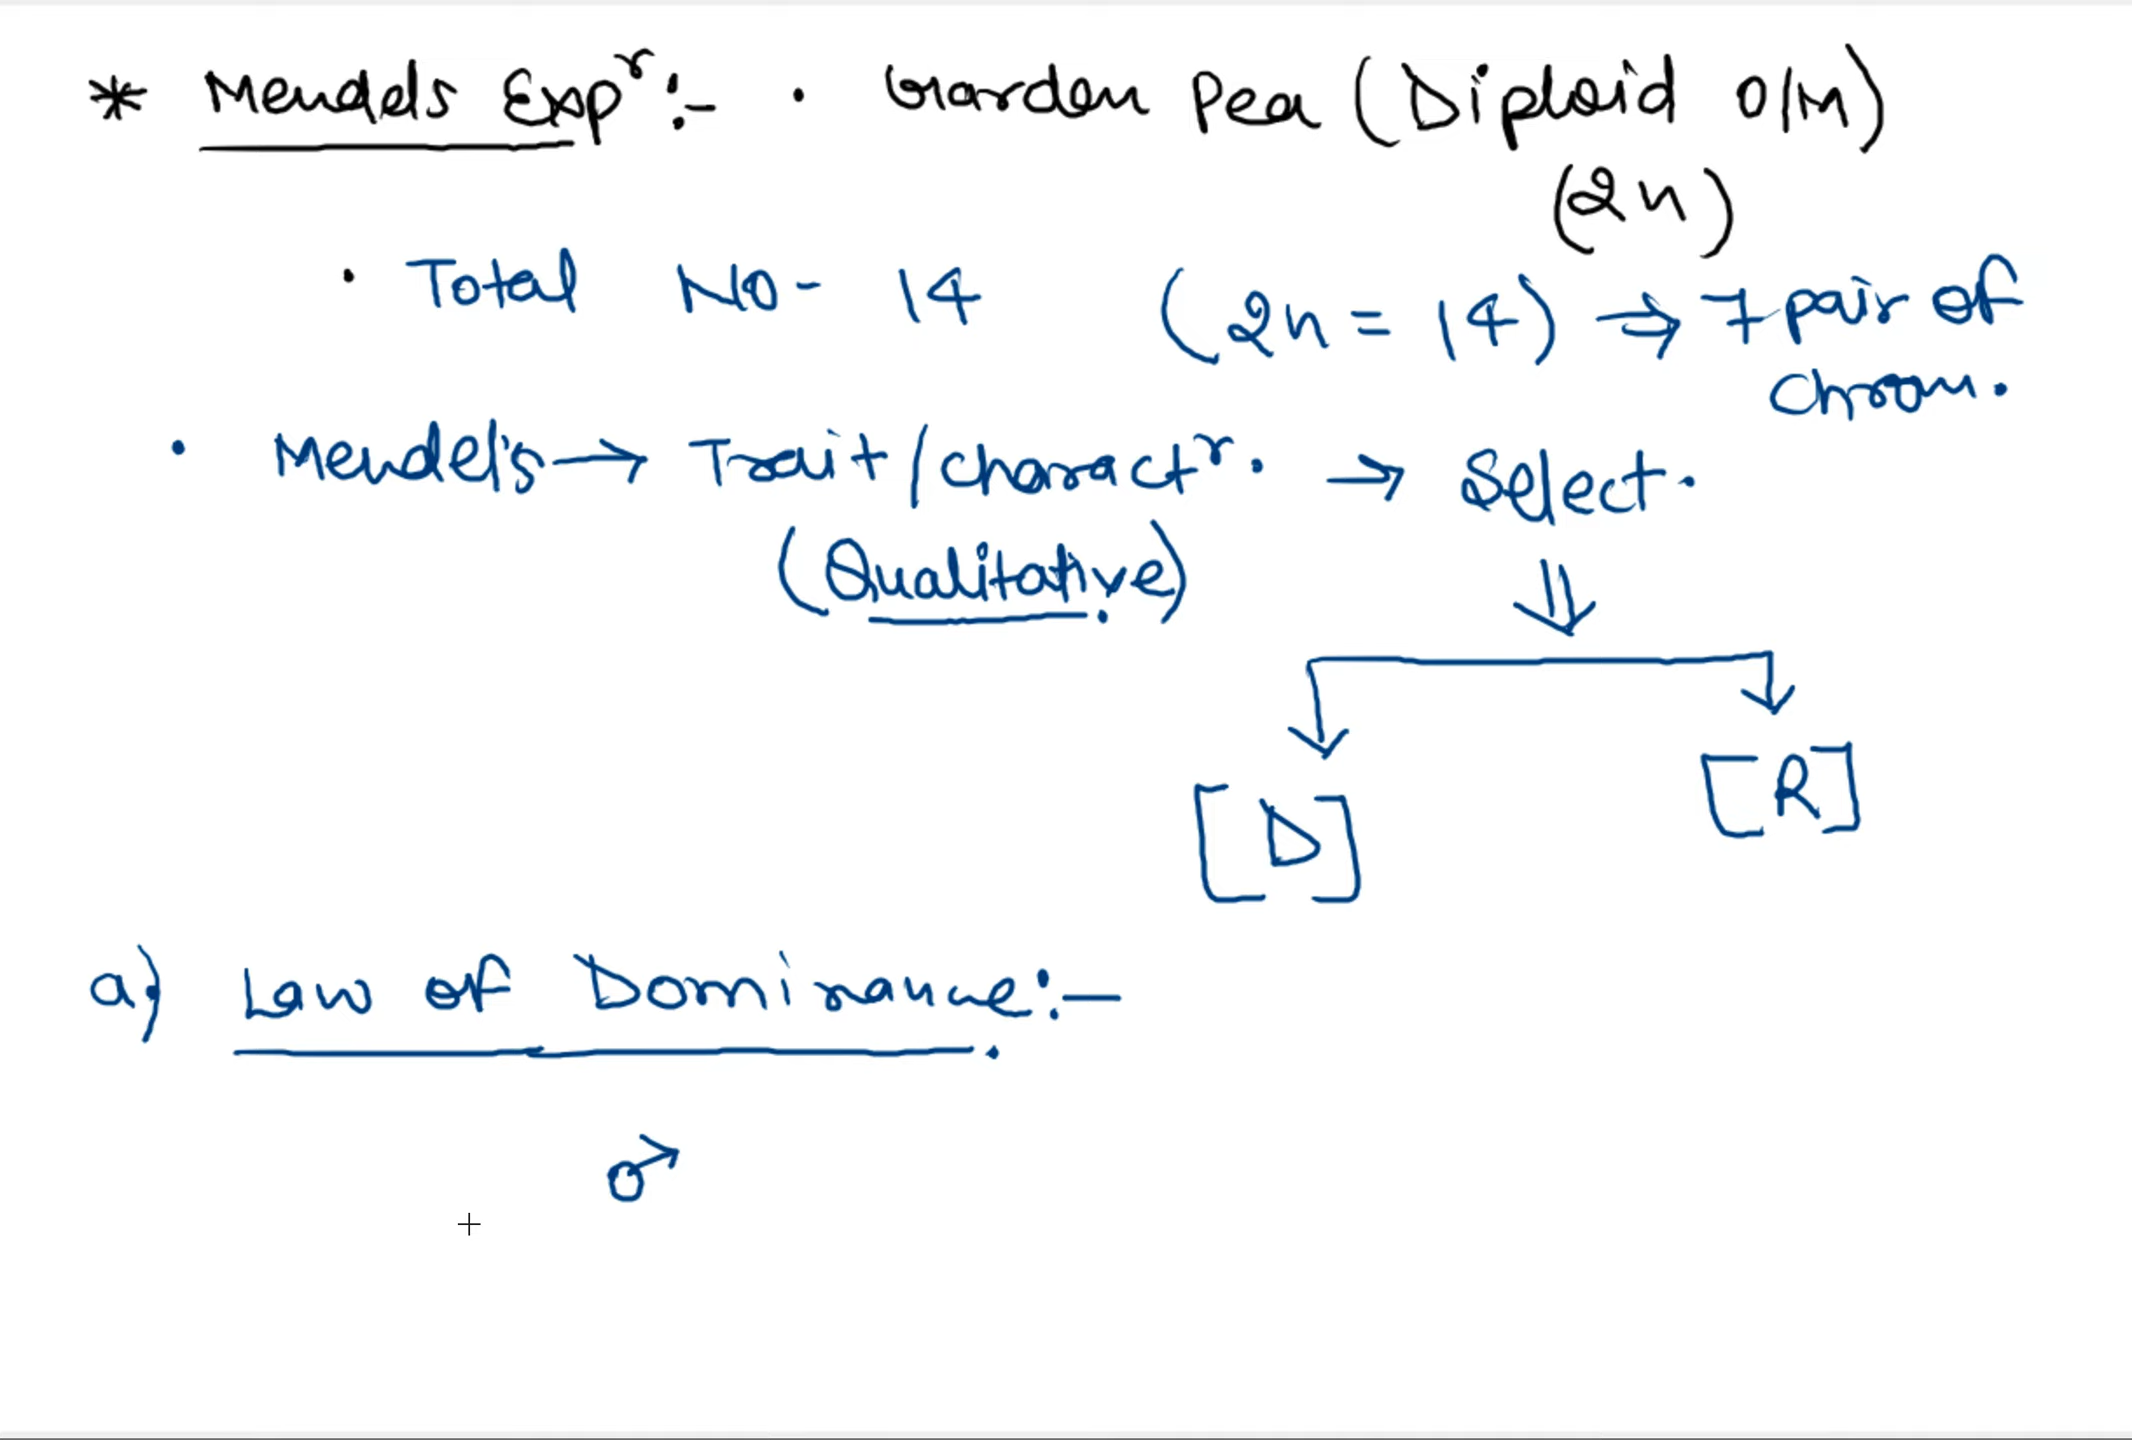 * Mendels Expr :- • Garden Pea (Diploid O/M)
(2n)
• Total No - 14 (2n = 14) → 7 pair of
Chrom.
• Mendel's → Trait / charactr. → Select.
(Qualitative)
[D] [R]
a) Law of Dominance :-
♂